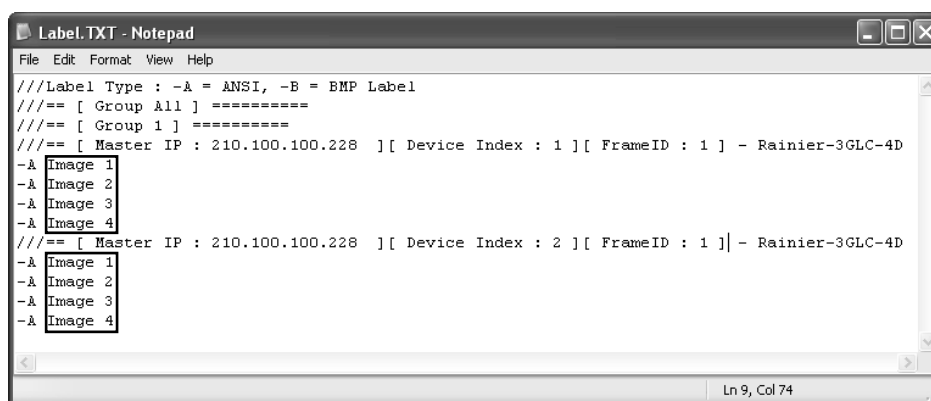 Label.TXT - Notepad
File Edit Format View Help
///Label Type : -A = ANSI, -B = BMP Label
///== [ Group All ] ==========
///== [ Group 1 ] ==========
///== [ Master IP : 210.100.100.228  ][ Device Index : 1 ][ FrameID : 1 ] - Rainier-3GLC-4D
-A Image 1
-A Image 2
-A Image 3
-A Image 4
///== [ Master IP : 210.100.100.228  ][ Device Index : 2 ][ FrameID : 1 ] - Rainier-3GLC-4D
-A Image 1
-A Image 2
-A Image 3
-A Image 4
Ln 9, Col 74